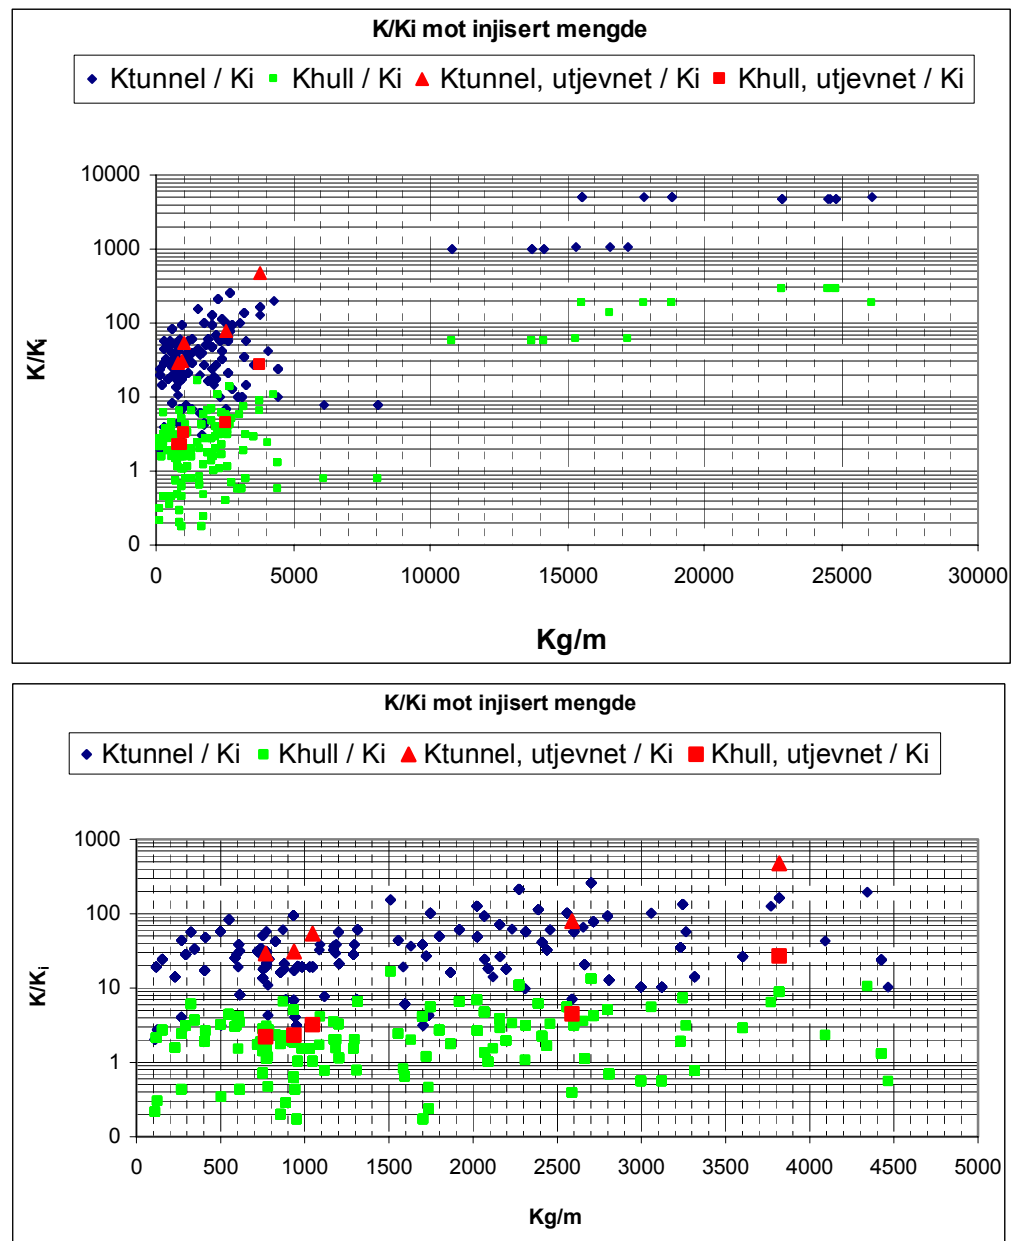 K/Ki mot injisert mengde
Ktunnel / Ki Khull / Ki Ktunnel, utjevnet / Ki Khull, utjevnet / Ki
10000
1000
100
10
1
0
K/Ki
0 5000 10000 15000 20000 25000 30000
Kg/m
K/Ki mot injisert mengde
Ktunnel / Ki Khull / Ki Ktunnel, utjevnet / Ki Khull, utjevnet / Ki
1000
100
10
1
0
K/Ki
0 500 1000 1500 2000 2500 3000 3500 4000 4500 5000
Kg/m